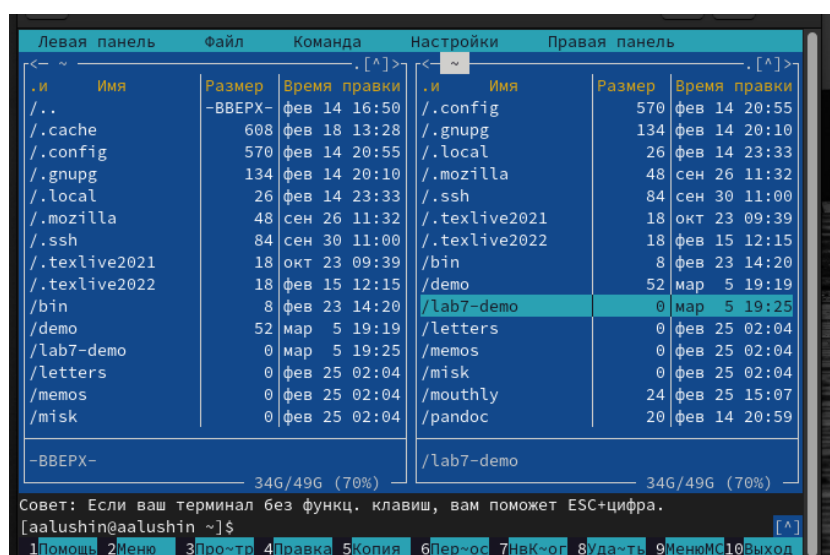 Левая панель Файл Команда Настройки Правая панель
<- ~ .[^]> <- ~ .[^]>
.и Имя Размер Время правки .и Имя Размер Время правки
/.. -ВВЕРХ- фев 14 16:50 /.config 570 фев 14 20:55
/.cache 608 фев 18 13:28 /.gnupg 134 фев 14 20:10
/.config 570 фев 14 20:55 /.local 26 фев 14 23:33
/.gnupg 134 фев 14 20:10 /.mozilla 48 сен 26 11:32
/.local 26 фев 14 23:33 /.ssh 84 сен 30 11:00
/.mozilla 48 сен 26 11:32 /.texlive2021 18 окт 23 09:39
/.ssh 84 сен 30 11:00 /.texlive2022 18 фев 15 12:15
/.texlive2021 18 окт 23 09:39 /bin 8 фев 23 14:20
/.texlive2022 18 фев 15 12:15 /demo 52 мар 5 19:19
/bin 8 фев 23 14:20 /lab7-demo 0 мар 5 19:25
/demo 52 мар 5 19:19 /letters 0 фев 25 02:04
/lab7-demo 0 мар 5 19:25 /memos 0 фев 25 02:04
/letters 0 фев 25 02:04 /misk 0 фев 25 02:04
/memos 0 фев 25 02:04 /mouthly 24 фев 25 15:07
/misk 0 фев 25 02:04 /pandoc 20 фев 14 20:59
-ВВЕРХ- /lab7-demo
34G/49G (70%) 34G/49G (70%)
Совет: Если ваш терминал без функц. клавиш, вам поможет ESC+цифра.
[aalushin@aalushin ~]$ [^]
1Помощь 2Меню 3Про~тр 4Правка 5Копия 6Пер~ос 7НвК~ог 8Уда~ть 9МенюMC 10Выход